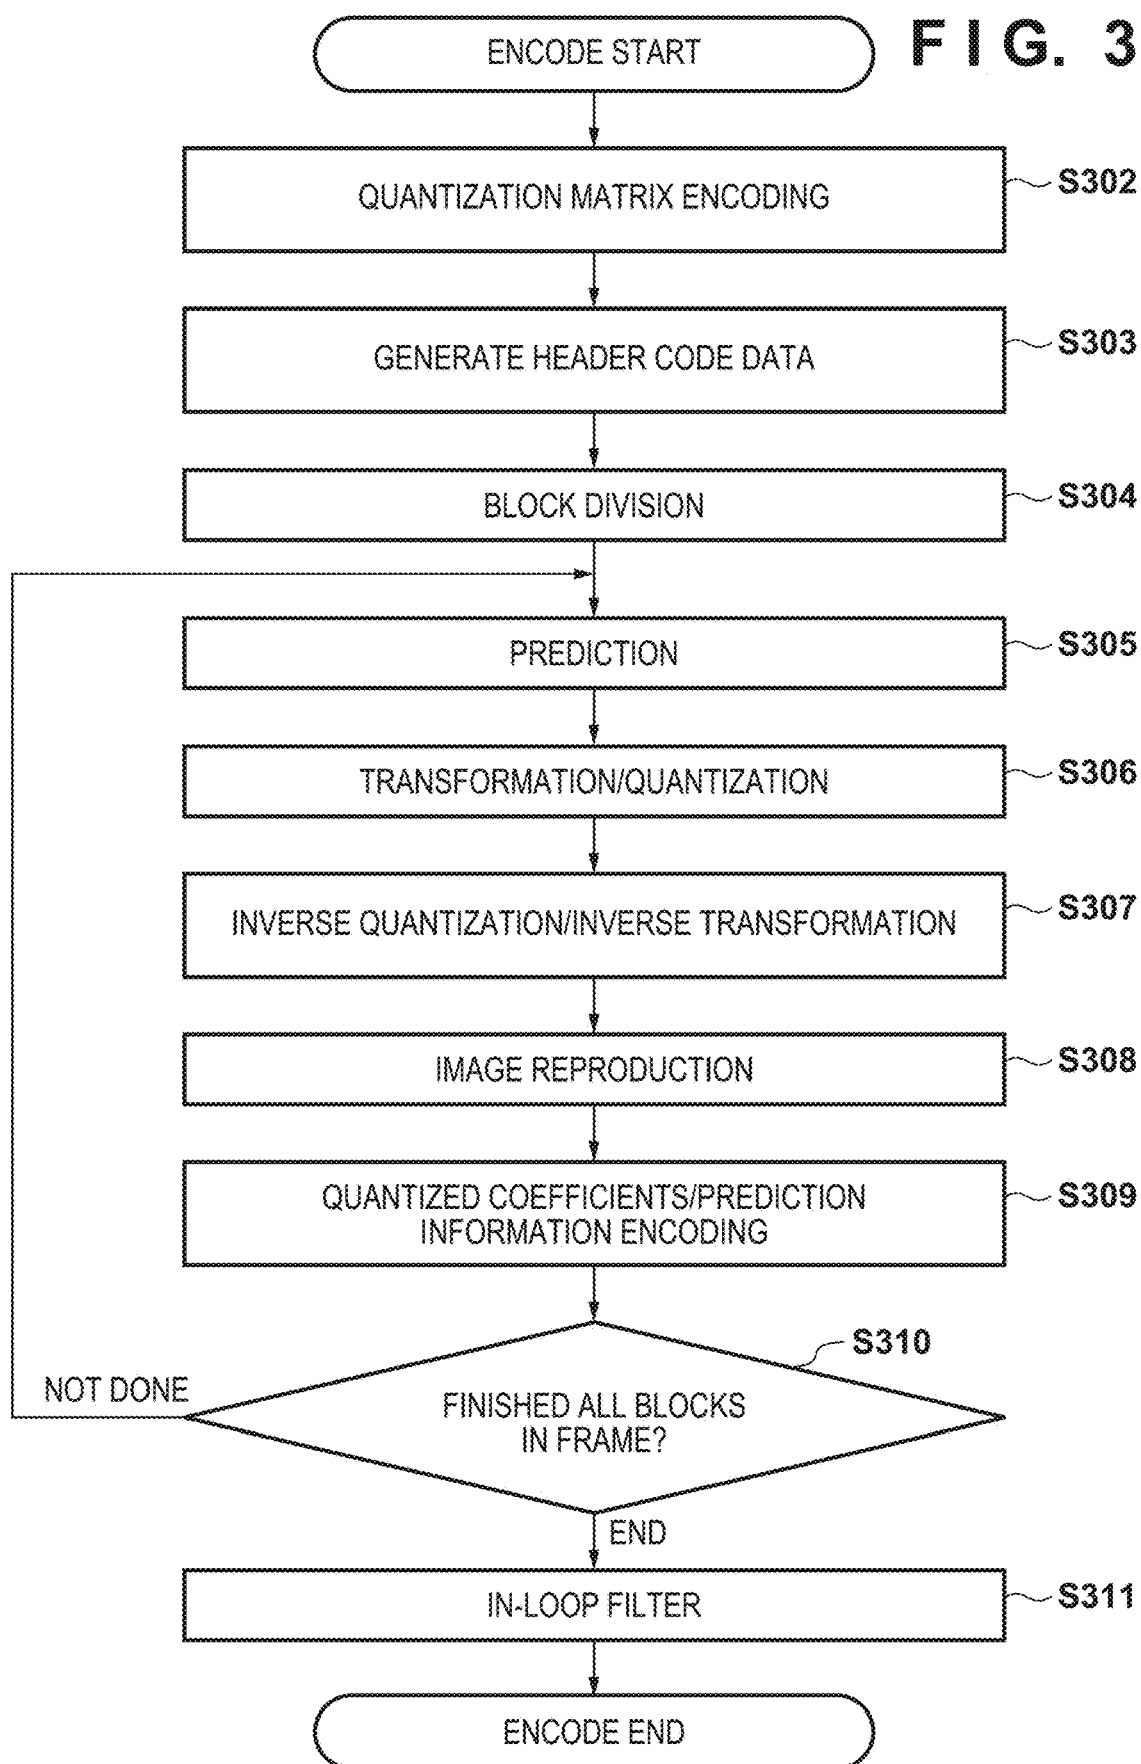 FIG. 3
ENCODE START
QUANTIZATION MATRIX ENCODING
S302
GENERATE HEADER CODE DATA
S303
BLOCK DIVISION
S304
PREDICTION
S305
TRANSFORMATION/QUANTIZATION
S306
INVERSE QUANTIZATION/INVERSE TRANSFORMATION
S307
IMAGE REPRODUCTION
S308
QUANTIZED COEFFICIENTS/PREDICTION
INFORMATION ENCODING
S309
S310
NOT DONE
FINISHED ALL BLOCKS
IN FRAME?
END
IN-LOOP FILTER
S311
ENCODE END